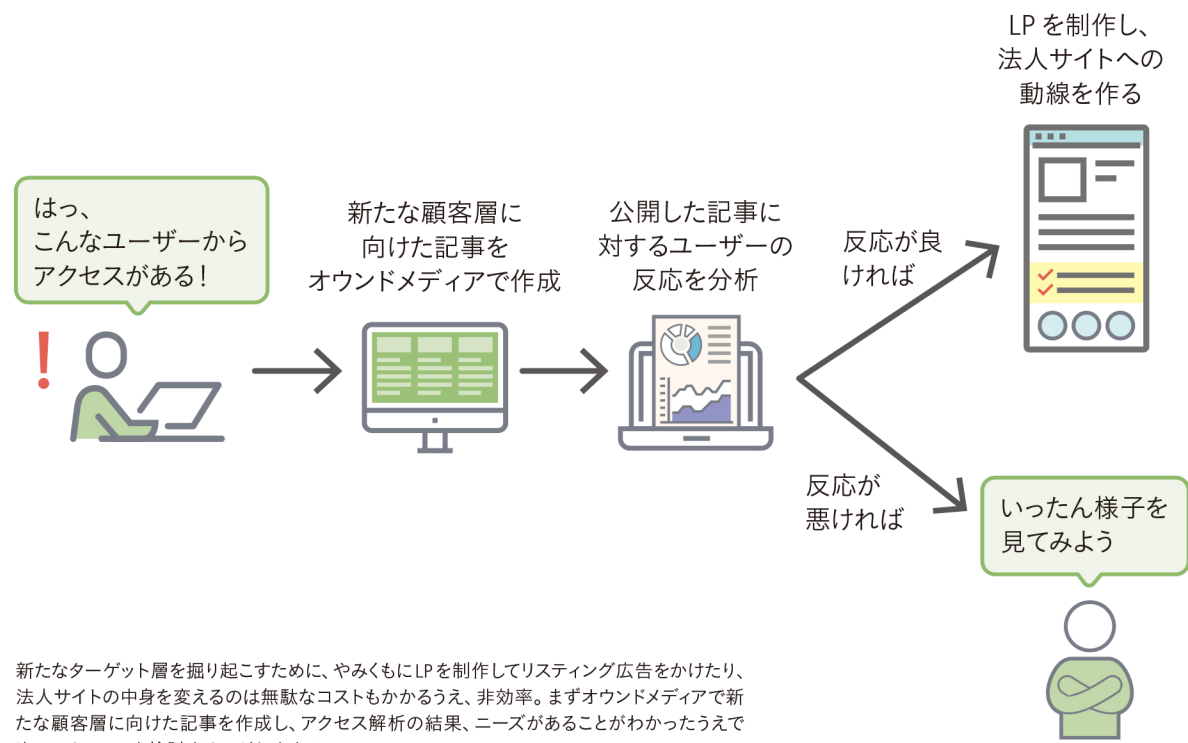 はっ、
こんなユーザーから
アクセスがある！
新たな顧客層に
向けた記事を
オウンドメディアで作成
公開した記事に
対するユーザーの
反応を分析
反応が良
ければ
LPを制作し、
法人サイトへの
動線を作る
反応が
悪ければ
いったん様子を
見てみよう
新たなターゲット層を掘り起こすために、やみくもにLPを制作してリスティング広告をかけたり、
法人サイトの中身を変えるのは無駄なコストもかかるうえ、非効率。まずオウンドメディアで新
たな顧客層に向けた記事を作成し、アクセス解析の結果、ニーズがあることがわかったうえで